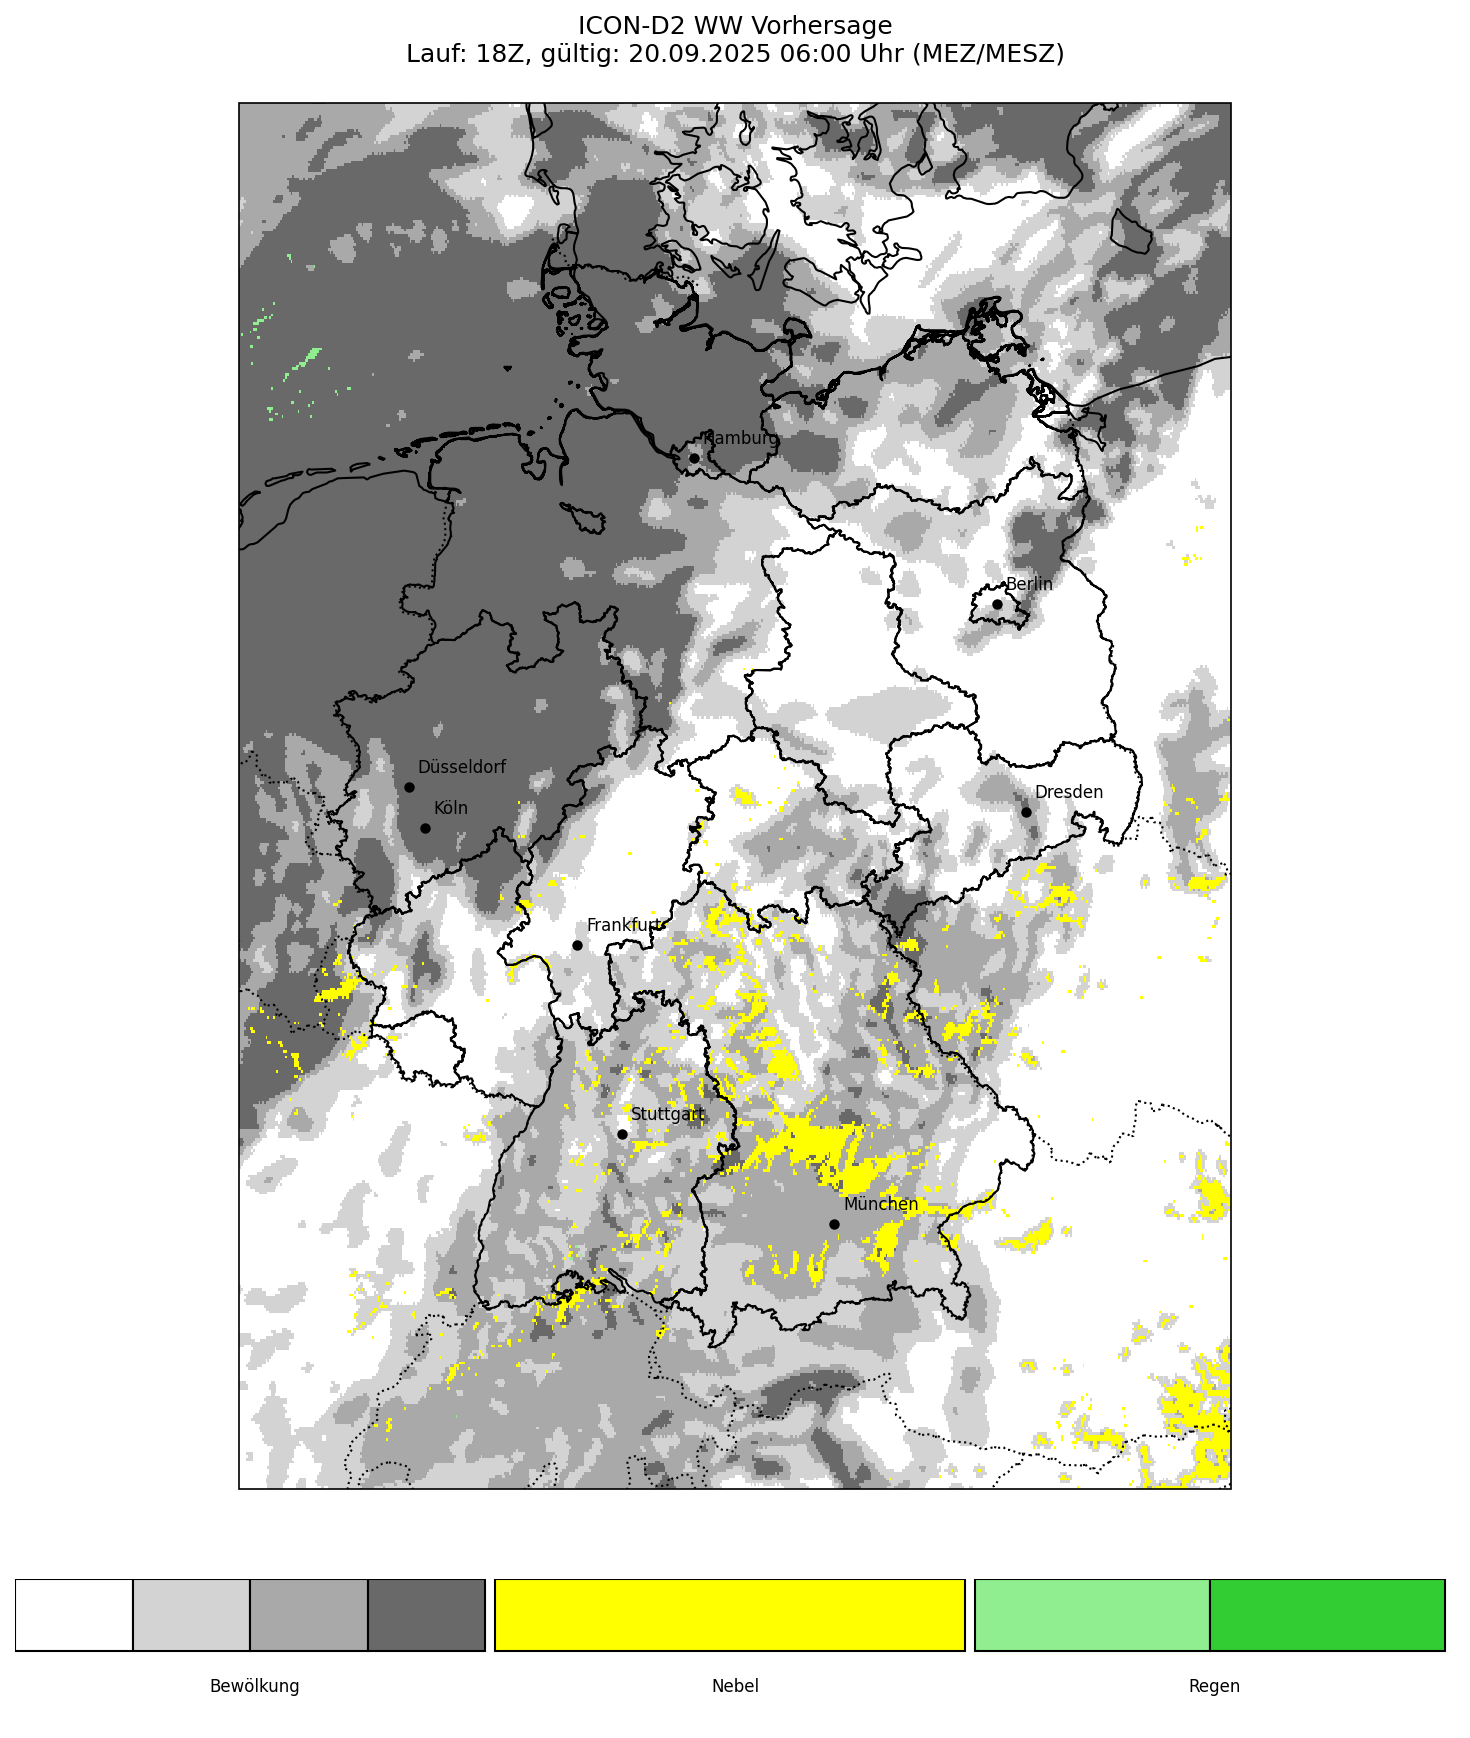 ICON-D2 WW Vorhersage
Lauf: 18Z, gültig: 20.09.2025 06:00 Uhr (MEZ/MESZ)
Hamburg
Berlin
Düsseldorf
Köln
Dresden
Frankfurt
Stuttgart
München
Bewölkung
Nebel
Regen